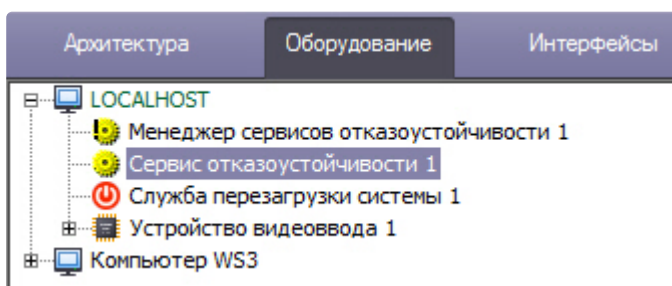 Архитектура Оборудование Интерфейсы
LOCALHOST
Менеджер сервисов отказоустойчивости 1
Сервис отказоустойчивости 1
Служба перезагрузки системы 1
Устройство видеоввода 1
Компьютер WS3